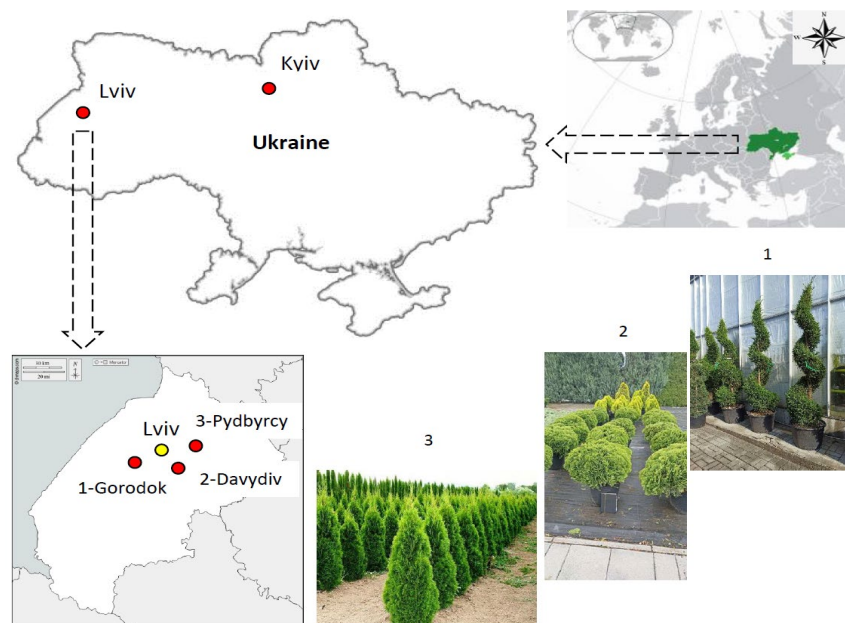 N
W
E
S
Kyiv
Lviv
Ukraine
1
2
3
N
Lviv
3-Pydbyrcy
1-Gorodok
2-Davydiv